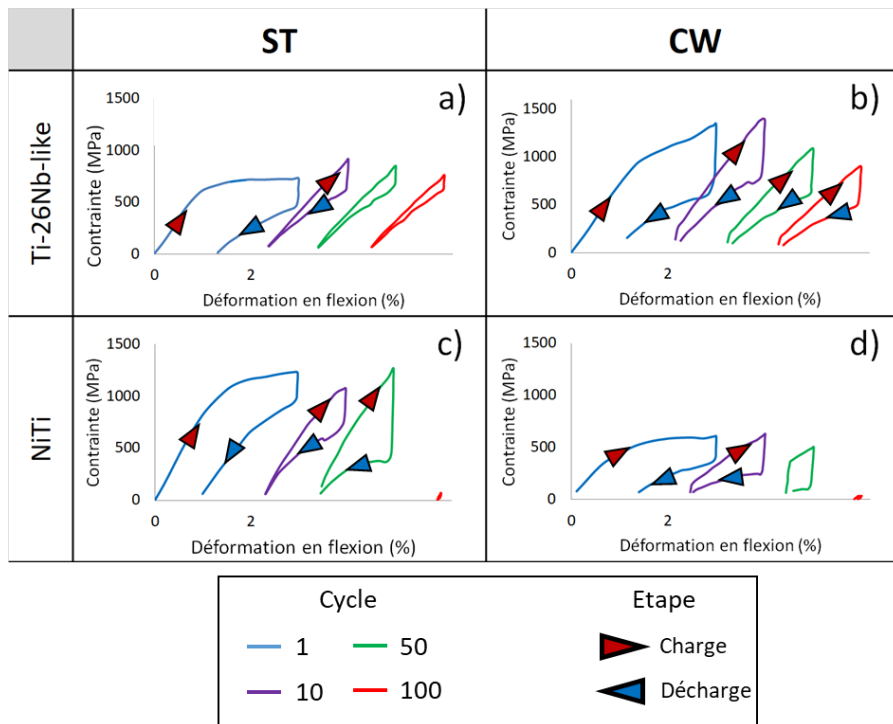 ST
CW
Ti-26Nb-like
a)
Contrainte (MPa)
1500
1000
500
0
0
2
Déformation en flexion (%)
b)
Contrainte (MPa)
1500
1000
500
0
0
2
Déformation en flexion (%)
NiTi
c)
Contrainte (MPa)
1500
1000
500
0
0
2
Déformation en flexion (%)
d)
Contrainte (MPa)
1500
1000
500
0
0
2
Déformation en flexion (%)
Cycle
1
50
10
100
Etape
Charge
Décharge